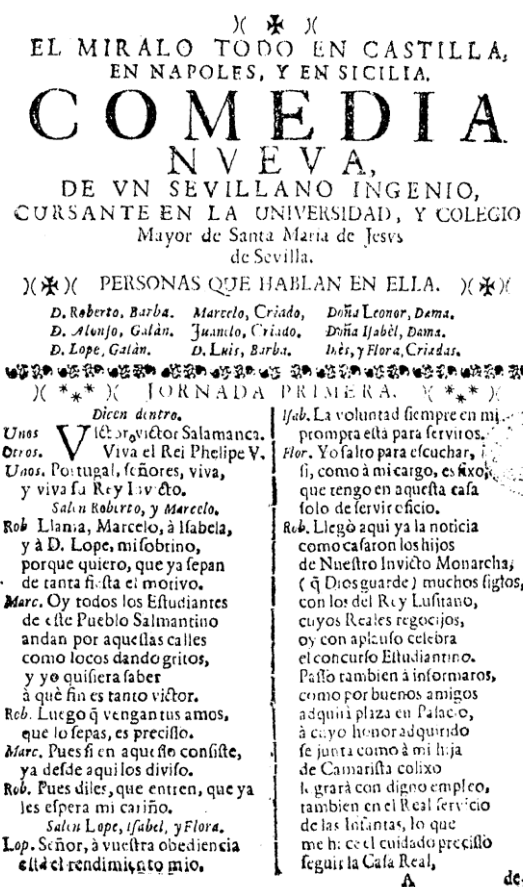 )( ✠ )(
EL MIRALO TODO EN CASTILLA,
EN NAPOLES, Y EN SICILIA.
COMEDIA
NVEVA,
DE VN SEVILLANO INGENIO,
CURSANTE EN LA UNIVERSIDAD, Y COLEGIO
Mayor de Santa Maria de Jesvs
de Sevilla.
)(✠)( PERSONAS QUE HABLAN EN ELLA. )(✠)(
D. Roberto, Barba. Marcelo, Criado, Doña Leonor, Dama.
D. Alonſo, Galàn. Juanilo, Criado. Doña Iſabèl, Dama.
D. Lope, Galàn. D. Luis, Barba. Inès, y Flora, Criadas.
)( *** )( JORNADA PRIMERA. )( *** )(
Dicen dentro.
Unos Victor, victor Salamanca.
Otros. Viva el Rei Phelipe V.
Unos. Portugal, ſeñores, viva,
y viva ſu Rey Invicto.
Salen Roberto, y Marcelo.
Rob Llama, Marcelo, à Iſabela,
y à D. Lope, mi ſobrino,
porque quiero, que ya ſepan
de tanta fieſta el motivo.
Marc. Oy todos los Eſtudiantes
de eſte Pueblo Salmantino
andan por aqueſlas calles
como locos dando gritos,
y yo quiſiera ſaber
à què fin es tanto victor.
Rob. Luego q̃ vengan tus amos,
que lo ſepas, es preciſſo.
Marc. Pues ſi en aqueſſo conſiſte,
ya deſde aqui los diviſo.
Rob. Pues diles, que entren, que ya
les eſpera mi cariño.
Salen Lope, Iſabel, y Flora.
Lop. Señor, à vueſtra obediencia
eſtà el rendimiento mio.
Iſab. La voluntad ſiempre en mi
prompta eſtà para ſerviros.
Flor. Yo ſalto para eſcuchar,
ſi, como à mi cargo, es fixo,
que tengo en aqueſta caſa
ſolo de ſervir oficio.
Rob. Llegò aqui ya la noticia
como caſaron los hijos
de Nueſtro Invicto Monarcha,
( q̃ Dios guarde ) muchos ſiglos,
con los del Rey Luſitano,
cuyos Reales regocijos,
oy con aplauſo celebra
el concurſo Eſtudiantino.
Paſſo tambien à informaros,
como por buenos amigos
adquirì plaza en Palacio,
à cuyo honor adquirido
ſe junta como à mi hija
de Camariſta colixo
logrará con digno empleo,
tambien en el Real ſervicio
de las Infantas, lo que
me hace el cuidado preciſſo
ſeguir la Caſa Real,
A de